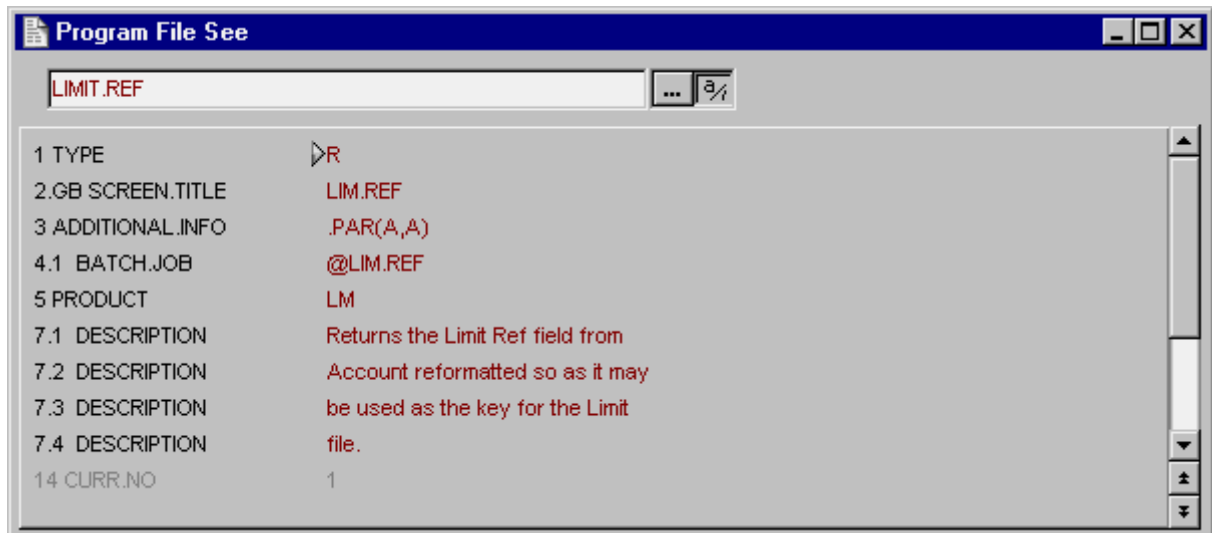 Program File See
LIMIT.REF
...
a/i
1 TYPE R
2.GB SCREEN.TITLE LIM.REF
3 ADDITIONAL.INFO .PAR(A,A)
4.1 BATCH.JOB @LIM.REF
5 PRODUCT LM
7.1 DESCRIPTION Returns the Limit Ref field from
7.2 DESCRIPTION Account reformatted so as it may
7.3 DESCRIPTION be used as the key for the Limit
7.4 DESCRIPTION file.
14 CURR.NO 1